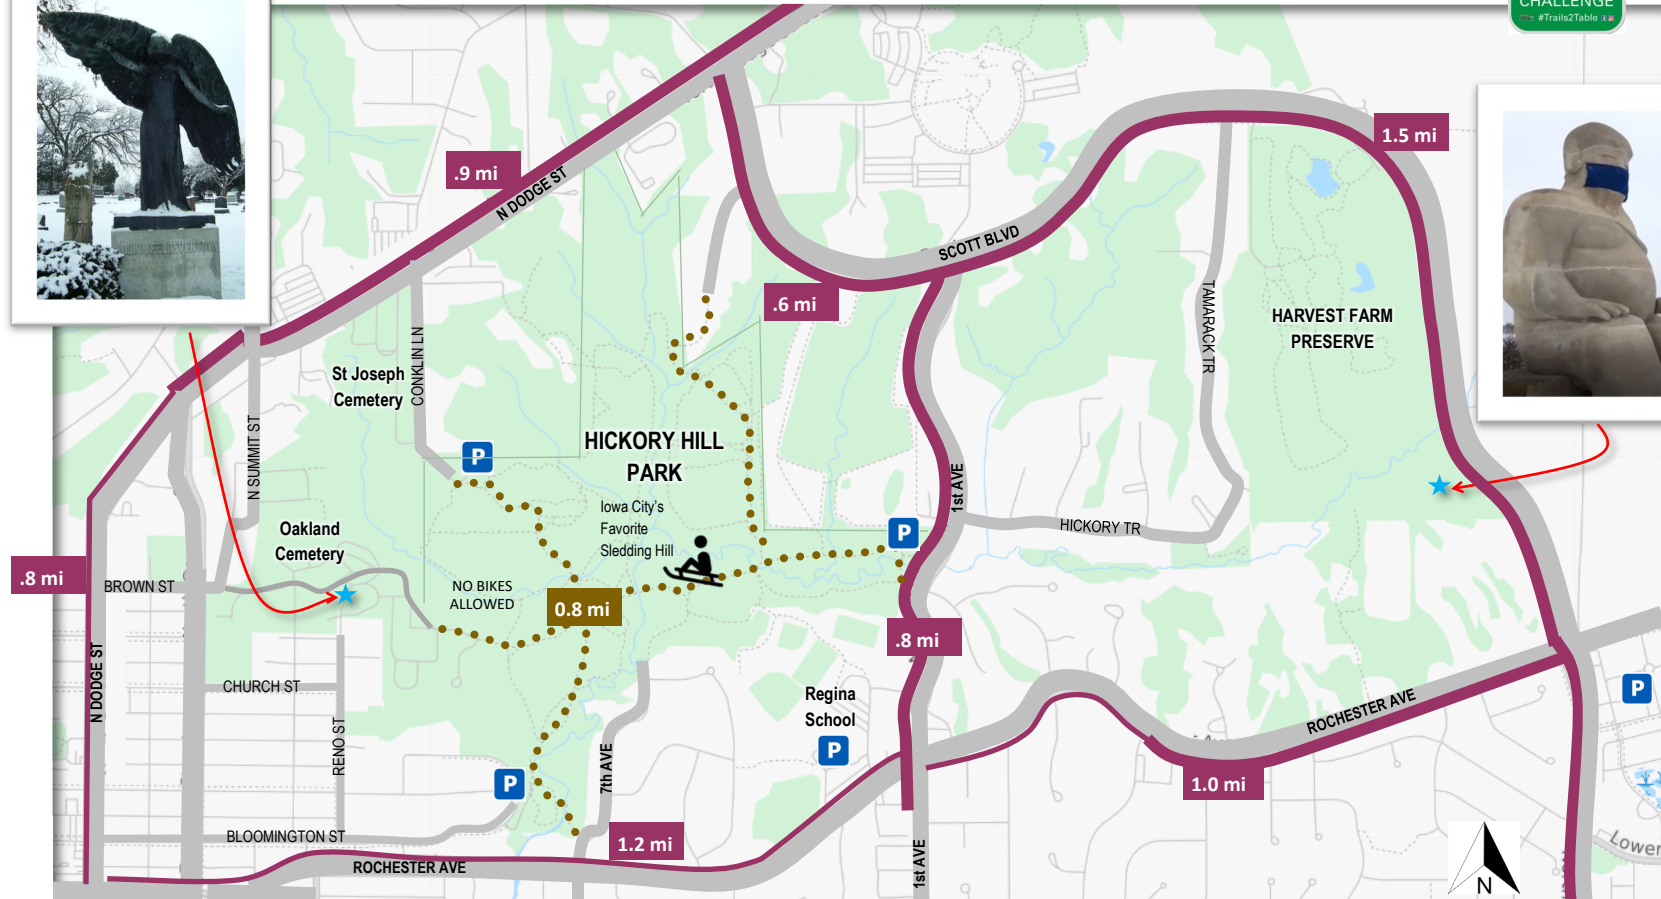 CHALLENGE
#Trails2Table
1.5 mi
.9 mi
N DODGE ST
SCOTT BLVD
.6 mi
TAMARACK TR
HARVEST FARM
PRESERVE
CONKLIN LN
St Joseph
Cemetery
N SUMMIT ST
HICKORY HILL
PARK
Iowa City's
Favorite
Sledding Hill
P
P
1st AVE
HICKORY TR
Oakland
Cemetery
.8 mi
BROWN ST
NO BIKES
ALLOWED
0.8 mi
.8 mi
N DODGE ST
CHURCH ST
RENO ST
Regina
School
P
P
ROCHESTER AVE
7th AVE
P
1.0 mi
BLOOMINGTON ST
1.2 mi
ROCHESTER AVE
1st AVE
Lower
N